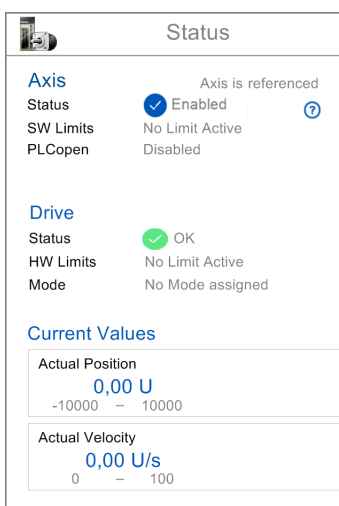 Status
Axis
Axis is referenced
Status Enabled ?
SW Limits No Limit Active
PLCopen Disabled
Drive
Status OK
HW Limits No Limit Active
Mode No Mode assigned
Current Values
Actual Position
0,00 U
-10000 – 10000
Actual Velocity
0,00 U/s
0 – 100